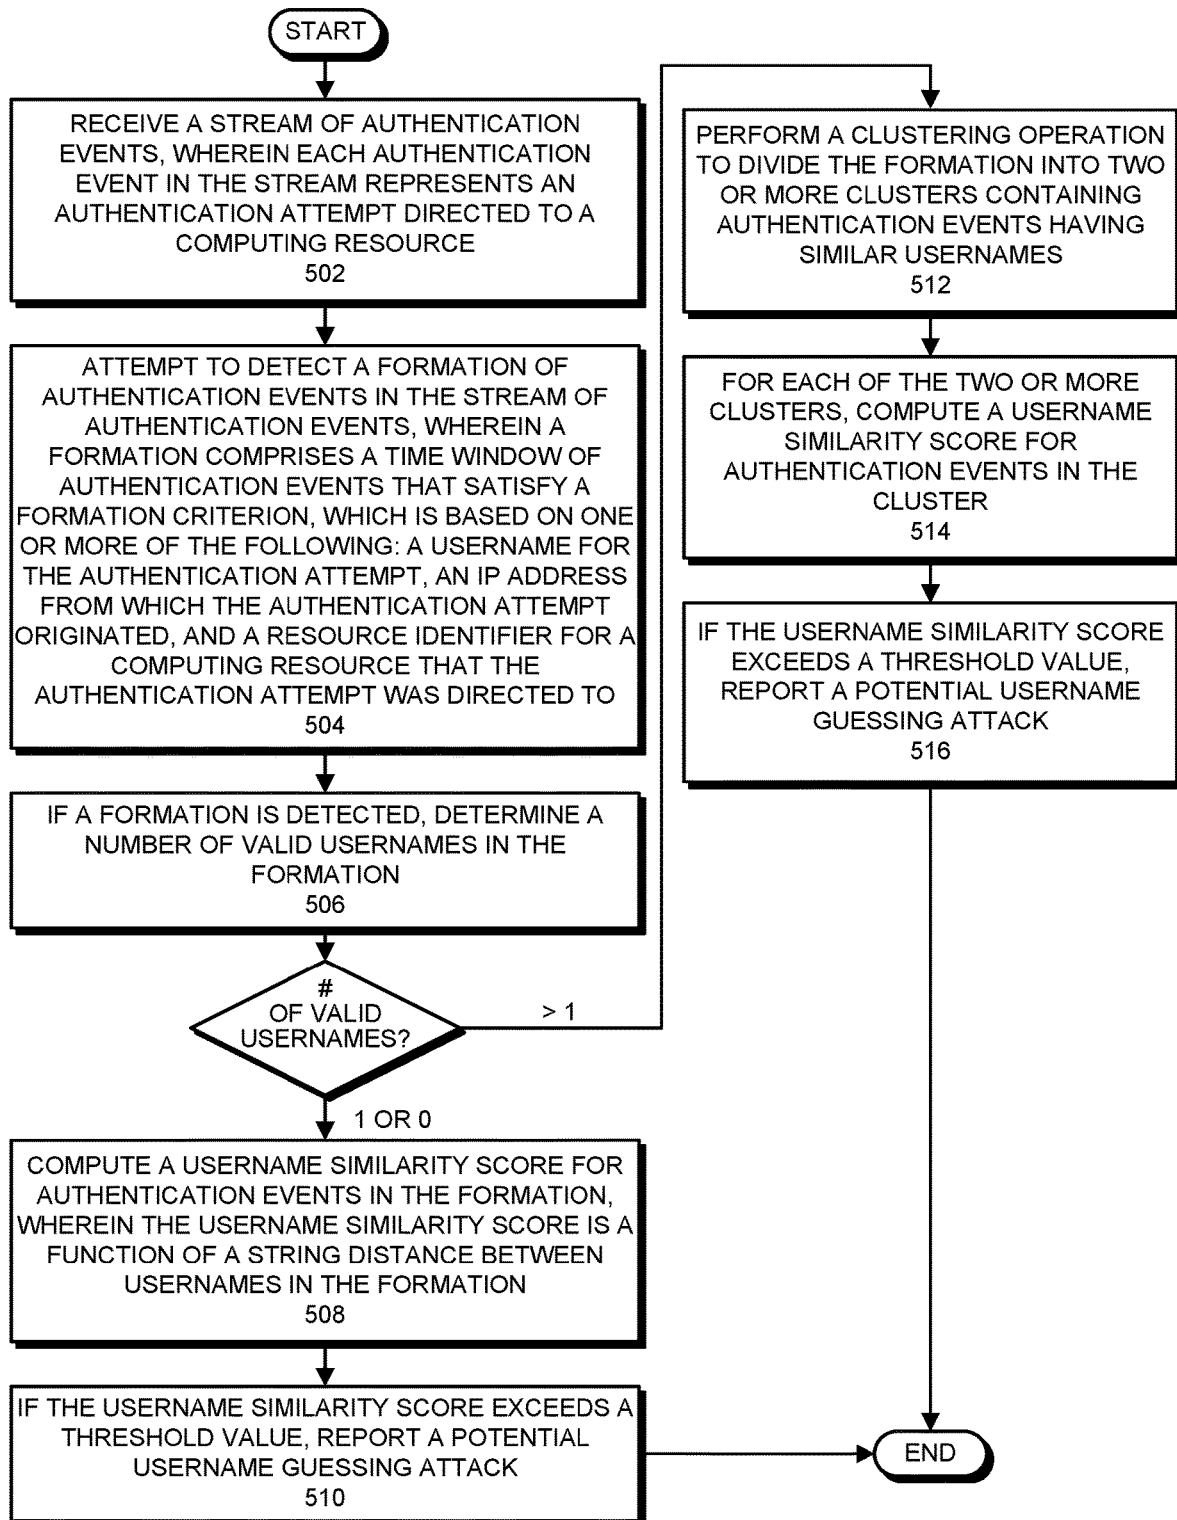 START
RECEIVE A STREAM OF AUTHENTICATION
EVENTS, WHEREIN EACH AUTHENTICATION
EVENT IN THE STREAM REPRESENTS AN
AUTHENTICATION ATTEMPT DIRECTED TO A
COMPUTING RESOURCE
502
ATTEMPT TO DETECT A FORMATION OF
AUTHENTICATION EVENTS IN THE STREAM OF
AUTHENTICATION EVENTS, WHEREIN A
FORMATION COMPRISES A TIME WINDOW OF
AUTHENTICATION EVENTS THAT SATISFY A
FORMATION CRITERION, WHICH IS BASED ON ONE
OR MORE OF THE FOLLOWING: A USERNAME FOR
THE AUTHENTICATION ATTEMPT, AN IP ADDRESS
FROM WHICH THE AUTHENTICATION ATTEMPT
ORIGINATED, AND A RESOURCE IDENTIFIER FOR A
COMPUTING RESOURCE THAT THE
AUTHENTICATION ATTEMPT WAS DIRECTED TO
504
IF A FORMATION IS DETECTED, DETERMINE A
NUMBER OF VALID USERNAMES IN THE
FORMATION
506
#
OF VALID
USERNAMES?
> 1
1 OR 0
COMPUTE A USERNAME SIMILARITY SCORE FOR
AUTHENTICATION EVENTS IN THE FORMATION,
WHEREIN THE USERNAME SIMILARITY SCORE IS A
FUNCTION OF A STRING DISTANCE BETWEEN
USERNAMES IN THE FORMATION
508
IF THE USERNAME SIMILARITY SCORE EXCEEDS A
THRESHOLD VALUE, REPORT A POTENTIAL
USERNAME GUESSING ATTACK
510
PERFORM A CLUSTERING OPERATION
TO DIVIDE THE FORMATION INTO TWO
OR MORE CLUSTERS CONTAINING
AUTHENTICATION EVENTS HAVING
SIMILAR USERNAMES
512
FOR EACH OF THE TWO OR MORE
CLUSTERS, COMPUTE A USERNAME
SIMILARITY SCORE FOR
AUTHENTICATION EVENTS IN THE
CLUSTER
514
IF THE USERNAME SIMILARITY SCORE
EXCEEDS A THRESHOLD VALUE,
REPORT A POTENTIAL USERNAME
GUESSING ATTACK
516
END